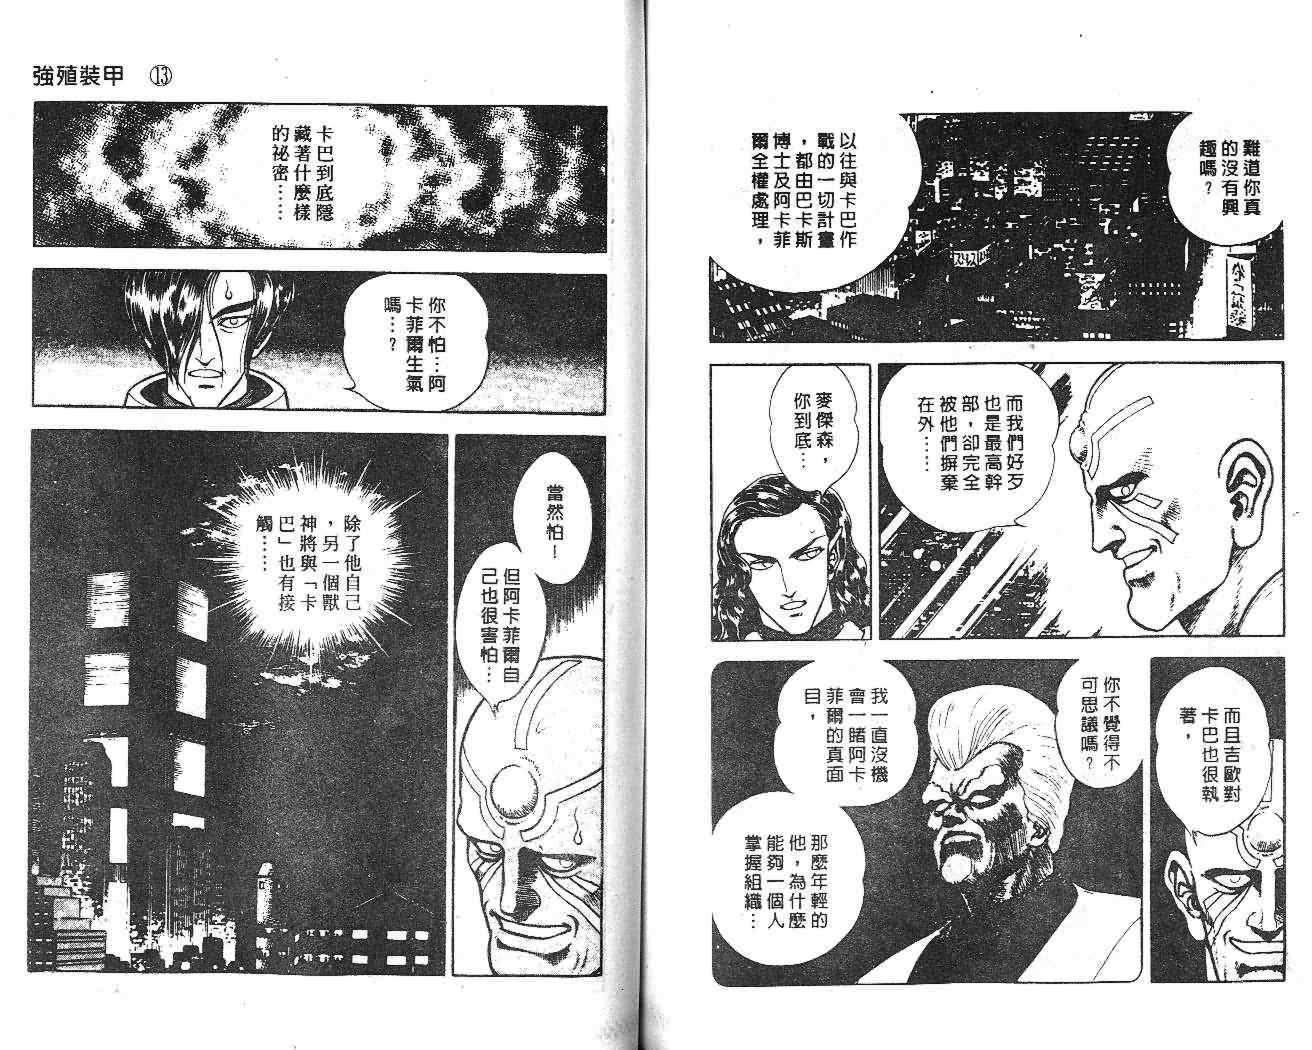 難道你真
的沒有興
趣嗎？
以往與卡巴作
戰的一切計畫
，都由巴卡斯
博士及阿卡菲
爾全權處理，
而我們好歹
也是最高幹
部，卻完全
被他們摒棄
在外……
麥傑森，
你到底…
而且吉歐對
卡巴也很執
著，
你不覺得不
可思議嗎？
我一直沒機
會一睹阿卡
菲爾的真面
目，
那麼年輕的
他，為什麼
能夠一個人
掌握組織…
強殖裝甲 ⑬
卡巴到底隱
藏著什麼樣
的祕密……
你不怕…阿
卡菲爾生氣
嗎…？
當然怕！
但阿卡菲爾自
己也很害怕…
除了他自己
，另一個獸
神將與「卡
巴」也有接
觸……